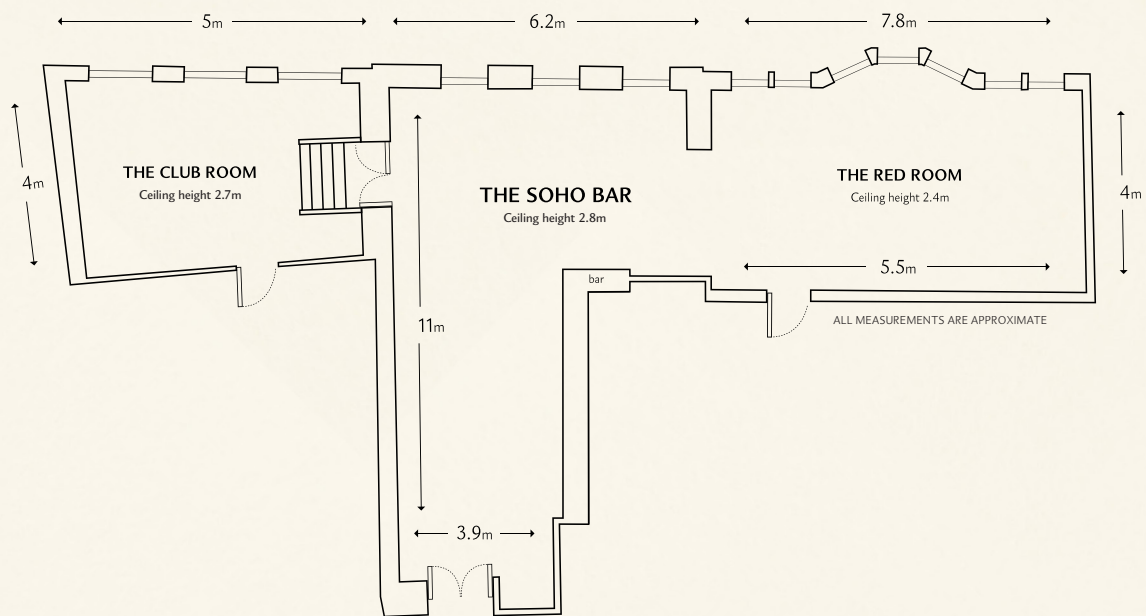 5m
6.2m
7.8m
4m
THE CLUB ROOM
Ceiling height 2.7m
THE SOHO BAR
Ceiling height 2.8m
THE RED ROOM
Ceiling height 2.4m
4m
5.5m
bar
11m
ALL MEASUREMENTS ARE APPROXIMATE
3.9m